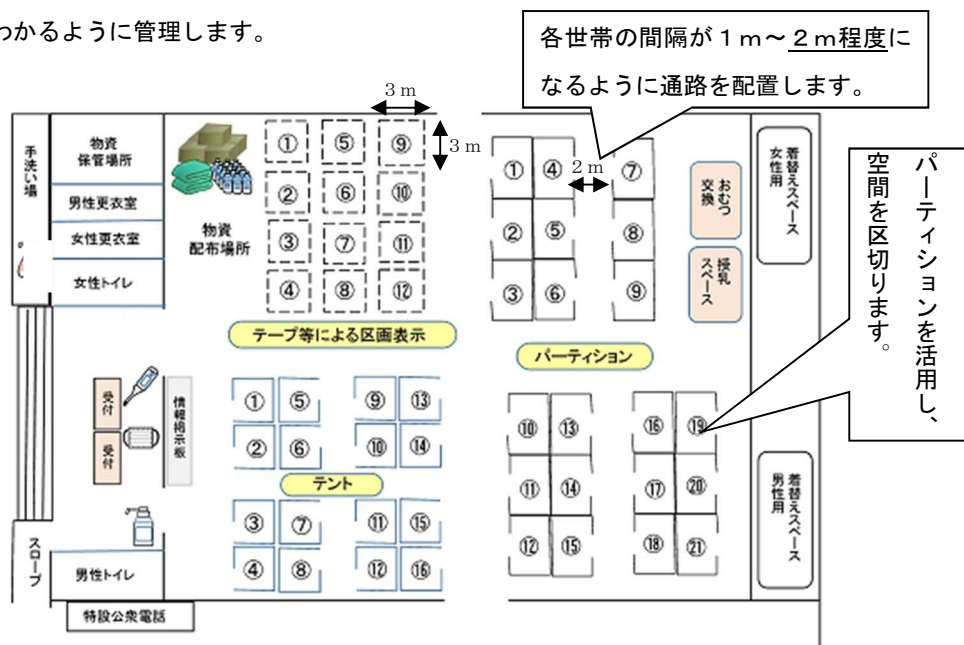 わかるように管理します。
各世帯の間隔が１ｍ～２ｍ程度に
なるように通路を配置します。
3ｍ
3ｍ
2ｍ
手洗い場
物資
保管場所
男性更衣室
女性更衣室
女性トイレ
物資
配布場所
① ⑤ ⑨
② ⑥ ⑩
③ ⑦ ⑪
④ ⑧ ⑫
テープ等による区画表示
① ④ ⑦
② ⑤ ⑧
③ ⑥ ⑨
パーティション
おむつ
交換
授乳
スペース
着替えスペース
女性用
パーティションを活用し、
空間を区切ります。
受付
受付
情報掲示板
① ⑤ ⑨ ⑬
② ⑥ ⑩ ⑭
テント
③ ⑦ ⑪ ⑮
④ ⑧ ⑫ ⑯
⑩ ⑬ ⑯ ⑲
⑪ ⑭ ⑰ ⑳
⑫ ⑮ ⑱ ㉑
着替えスペース
男性用
スロープ
男性トイレ
特設公衆電話